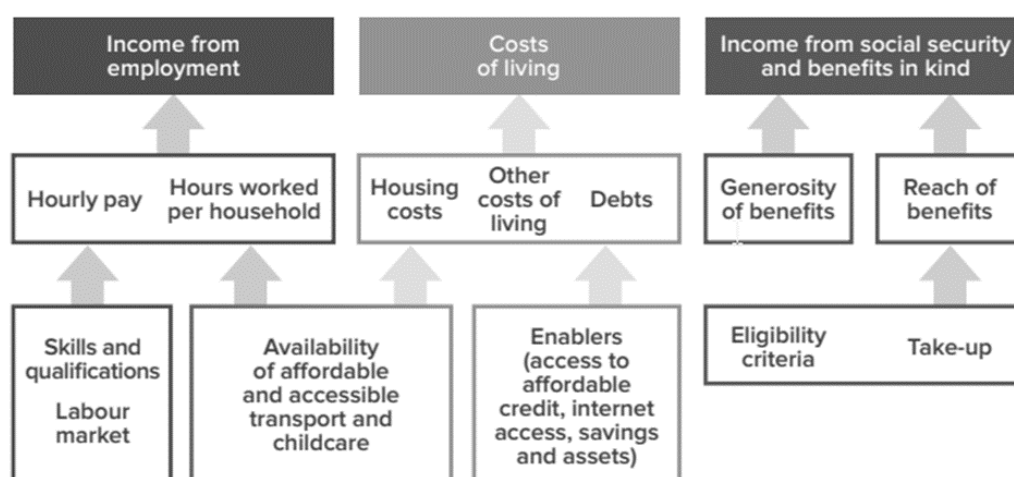 Income from
employment
Costs
of living
Income from social security
and benefits in kind
Hourly pay
Hours worked
per household
Housing
costs
Other
costs of
living
Debts
Generosity
of benefits
Reach of
benefits
Skills and
qualifications
Labour
market
Availability
of affordable
and accessible
transport and
childcare
Enablers
(access to
affordable
credit, internet
access, savings
and assets)
Eligibility
criteria
Take-up